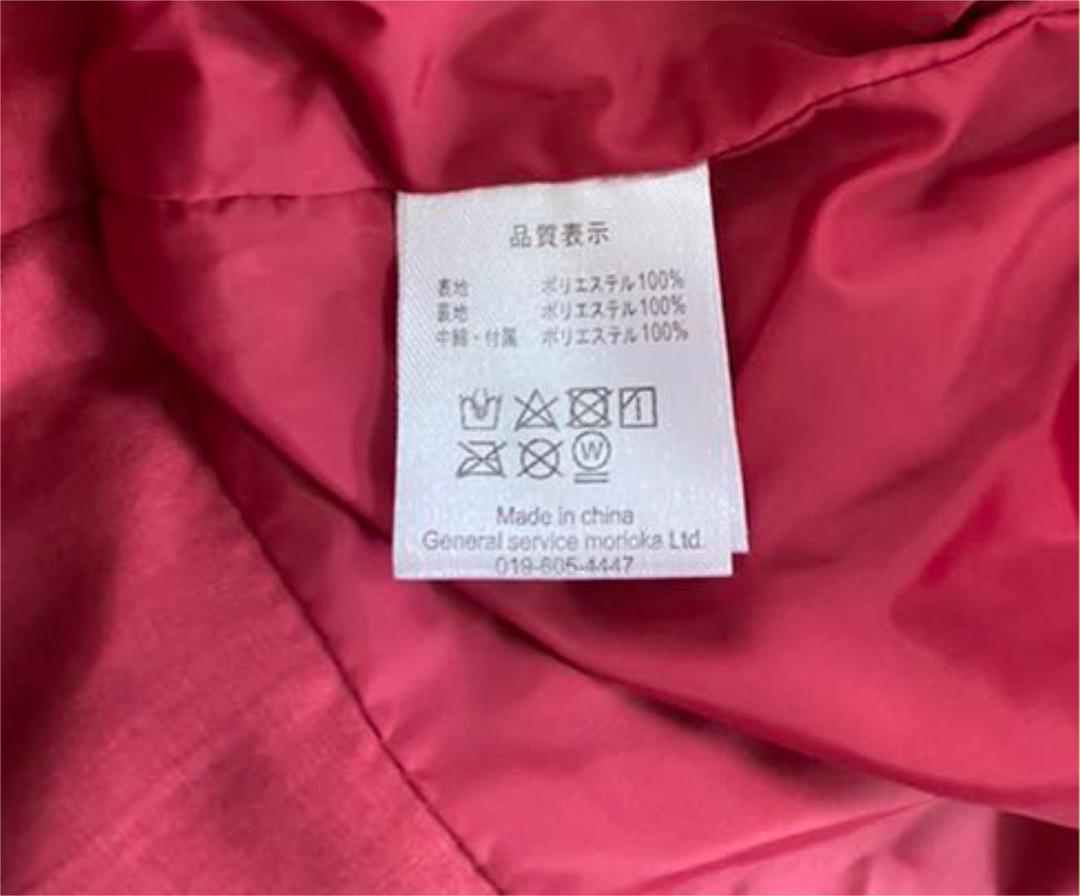 品質表示
表地 ポリエステル100%
裏地 ポリエステル100%
中綿・付属 ポリエステル100%
W
Made in china
General service morioka Ltd.
019-605-4447